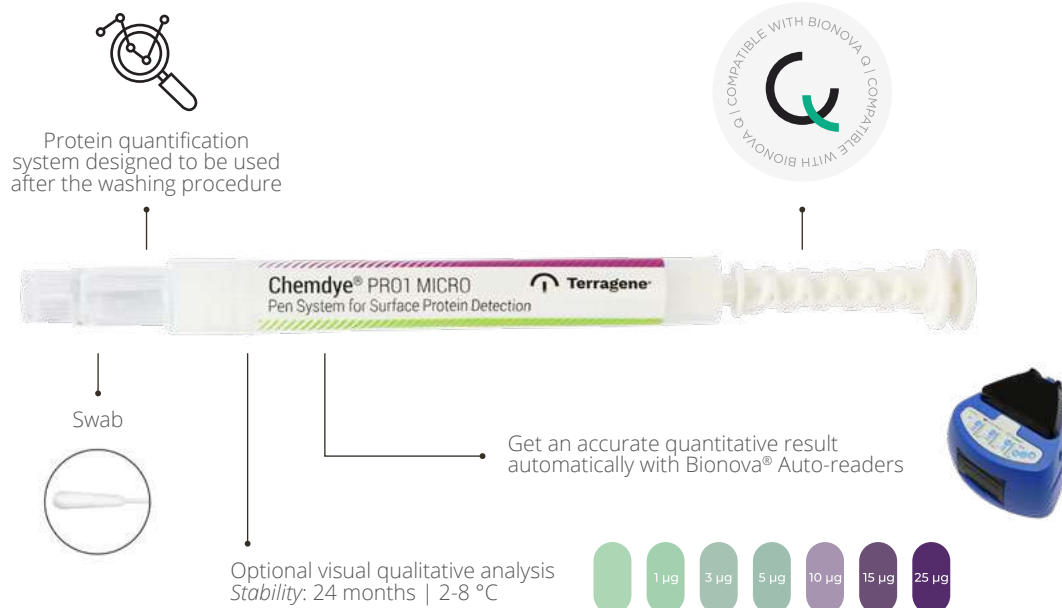 COMPATIBLE WITH BIONOVA Q | COMPATIBLE WITH BIONOVA Q |
Protein quantification
system designed to be used
after the washing procedure
Chemdye® PRO1 MICRO
Pen System for Surface Protein Detection
Terragene®
Swab
Get an accurate quantitative result
automatically with Bionova® Auto-readers
Optional visual qualitative analysis
Stability: 24 months | 2-8 °C
1 µg
3 µg
5 µg
10 µg
15 µg
25 µg